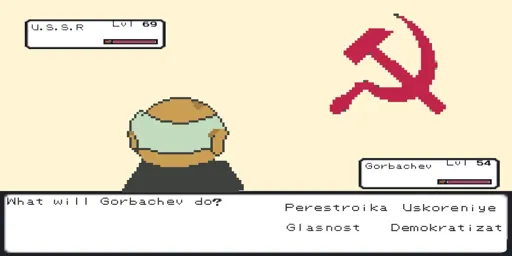 U.S.S.R Lvl 69
Gorbachev Lvl 54
What will Gorbachev do?
Perestroika Uskoreniye
Glasnost Demokratizat